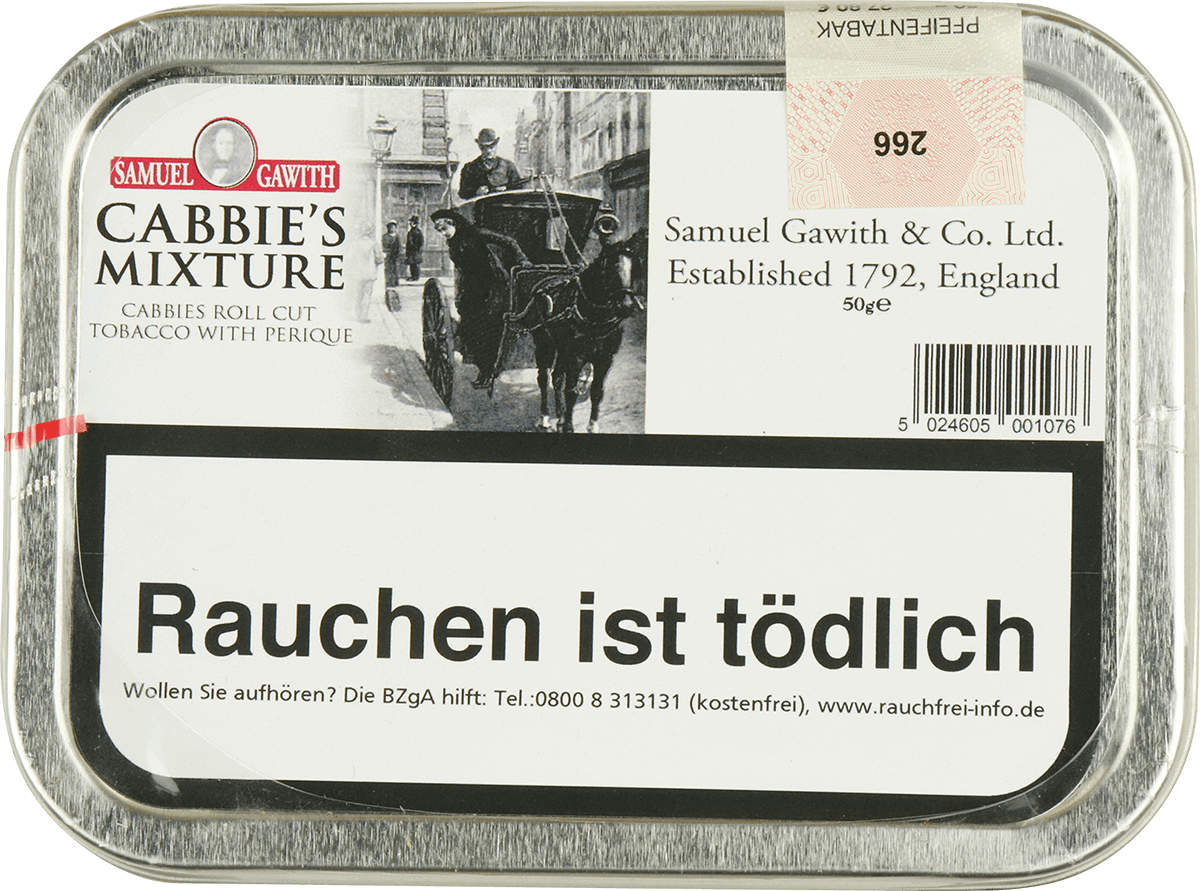 PFEIFENTABAK
266
SAMUEL GAWITH
CABBIE'S
MIXTURE
CABBIES ROLL CUT
TOBACCO WITH PERIQUE
Samuel Gawith & Co. Ltd.
Established 1792, England
50g℮
5 024605 001076
Rauchen ist tödlich
Wollen Sie aufhören? Die BZgA hilft: Tel.:0800 8 313131 (kostenfrei), www.rauchfrei-info.de